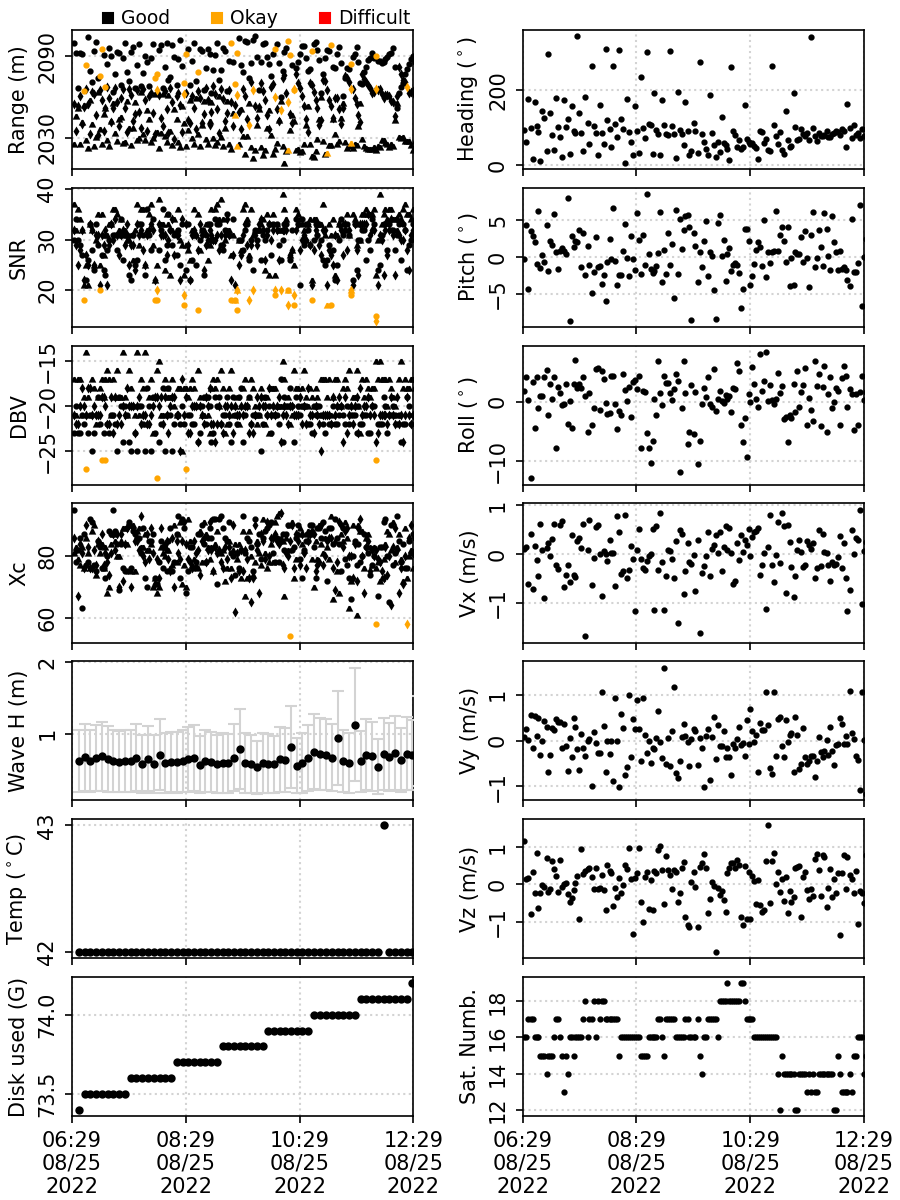 Good Okay Difficult
Range (m)
2090
2030
Heading (°)
200
0
SNR
40
30
20
Pitch (°)
5
0
−5
DBV
−15
−20
−25
Roll (°)
0
−10
Xc
80
60
Vx (m/s)
1
0
−1
Wave H (m)
2
1
Vy (m/s)
1
0
−1
Temp (°C)
43
42
Vz (m/s)
1
0
−1
Disk used (G)
74.0
73.5
Sat. Numb.
18
16
14
12
06:29 08:29 10:29 12:29 06:29 08:29 10:29 12:29
08/25 08/25 08/25 08/25 08/25 08/25 08/25 08/25
2022 2022 2022 2022 2022 2022 2022 2022